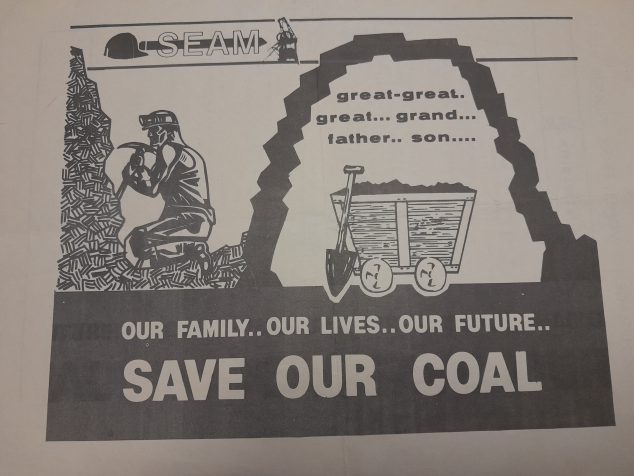 SEAM
great-great.
great... grand...
father.. son....
OUR FAMILY..OUR LIVES..OUR FUTURE..
SAVE OUR COAL